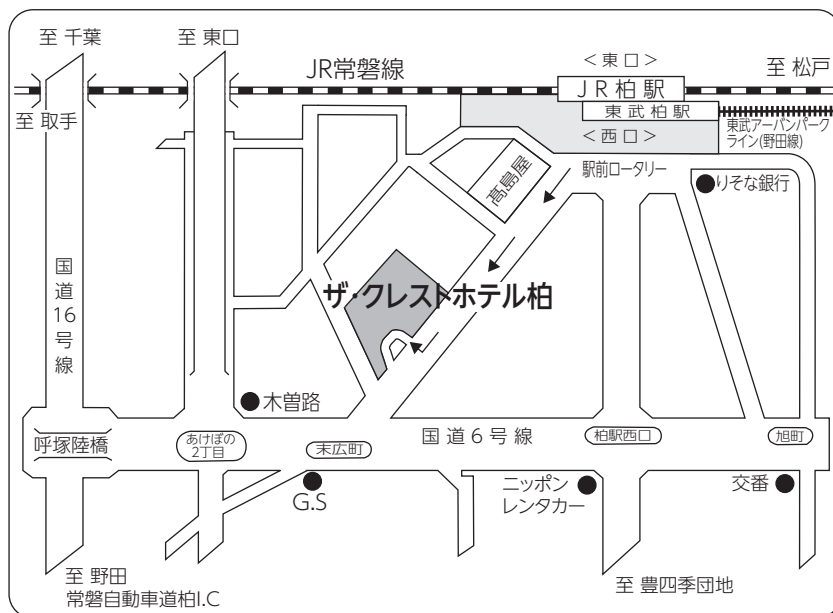 至 千葉
至 東口
JR常磐線
＜東口＞
至 松戸
JR柏駅
至 取手
東武柏駅
東武アーバンパーク
ライン(野田線)
＜西口＞
髙島屋
駅前ロータリー
りそな銀行
国道16号線
ザ・クレストホテル柏
木曽路
呼塚陸橋
あけぼの
2丁目
末広町
国道6号線
柏駅西口
旭町
G.S
ニッポン
レンタカー
交番
至 野田
常磐自動車道柏I.C
至 豊四季団地